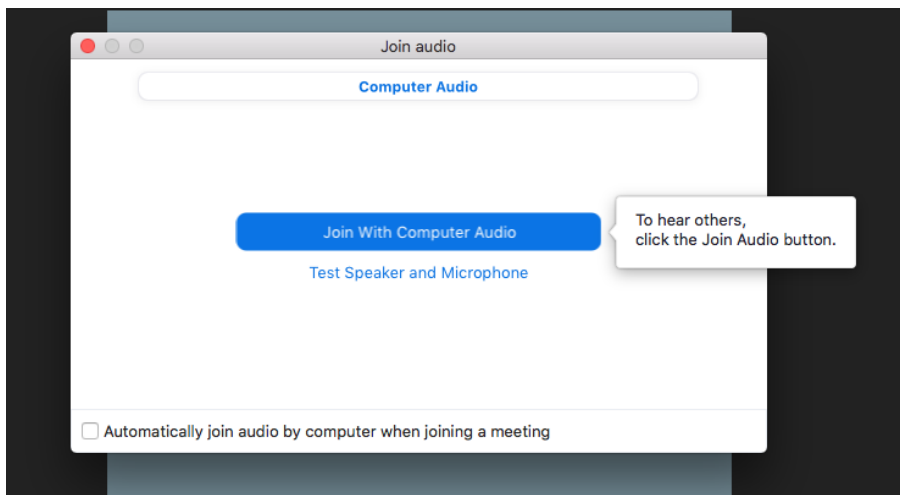 Join audio
Computer Audio
Join With Computer Audio
To hear others,
click the Join Audio button.
Test Speaker and Microphone
Automatically join audio by computer when joining a meeting